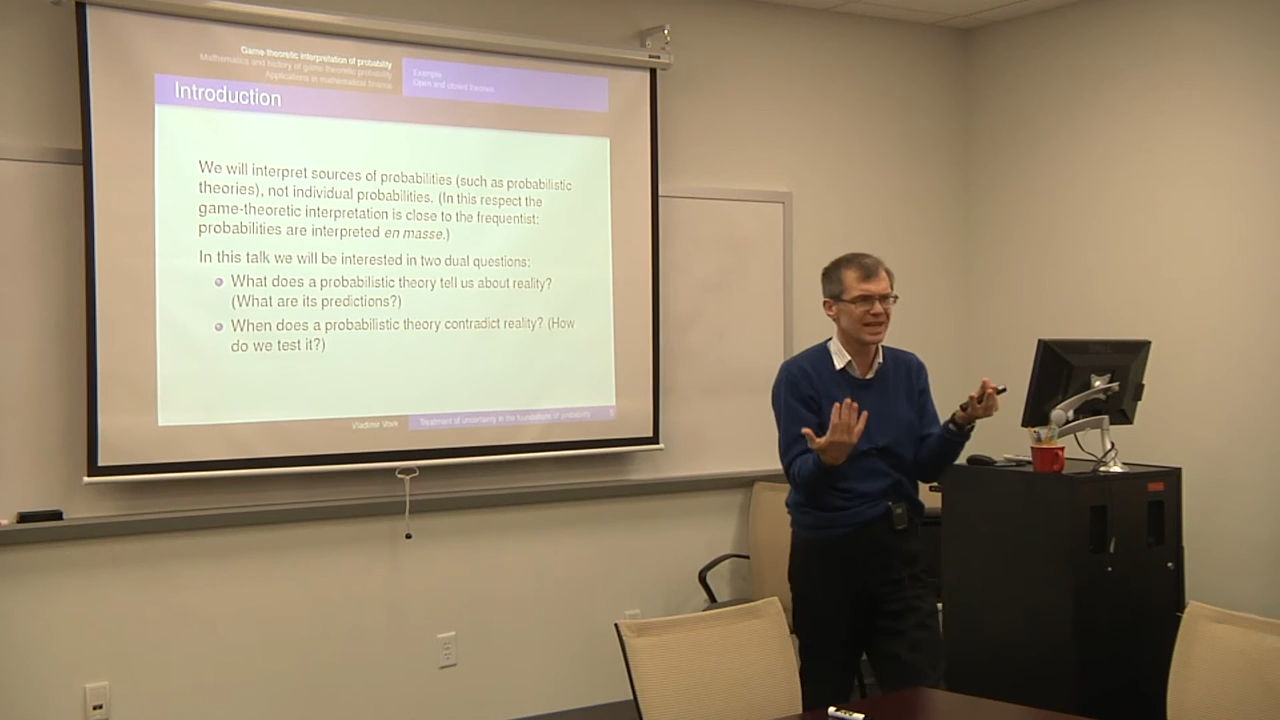 Game-theoretic interpretation of probability
Mathematics and history of game-theoretic probability
Applications in mathematical finance
Example
Open and closed theories
Introduction
We will interpret sources of probabilities (such as probabilistic
theories), not individual probabilities. (In this respect the
game-theoretic interpretation is close to the frequentist:
probabilities are interpreted en masse.)
In this talk we will be interested in two dual questions:
What does a probabilistic theory tell us about reality?
(What are its predictions?)
When does a probabilistic theory contradict reality? (How
do we test it?)
Vladimir Vovk
Treatment of uncertainty in the foundations of probability